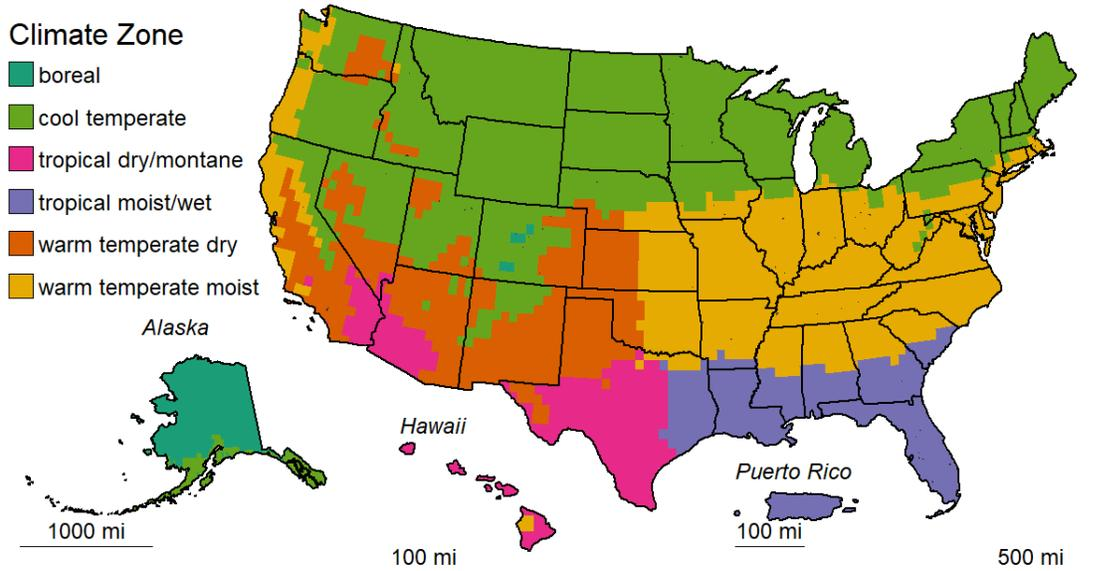 Climate Zone
boreal
cool temperate
tropical dry/montane
tropical moist/wet
warm temperate dry
warm temperate moist
Alaska
Hawaii
Puerto Rico
1000 mi
100 mi
100 mi
500 mi